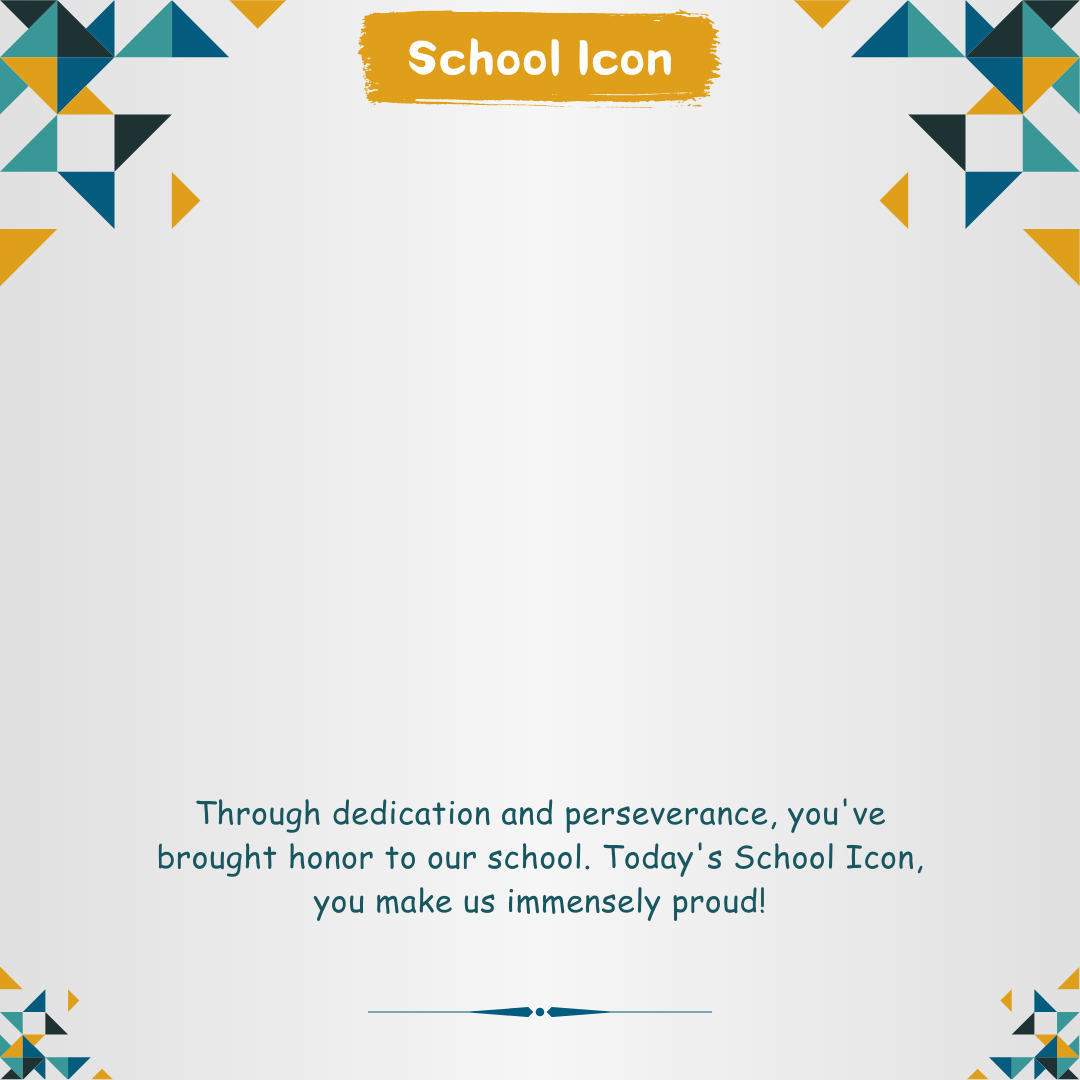 School Icon
Through dedication and perseverance, you've
brought honor to our school. Today's School Icon,
you make us immensely proud!